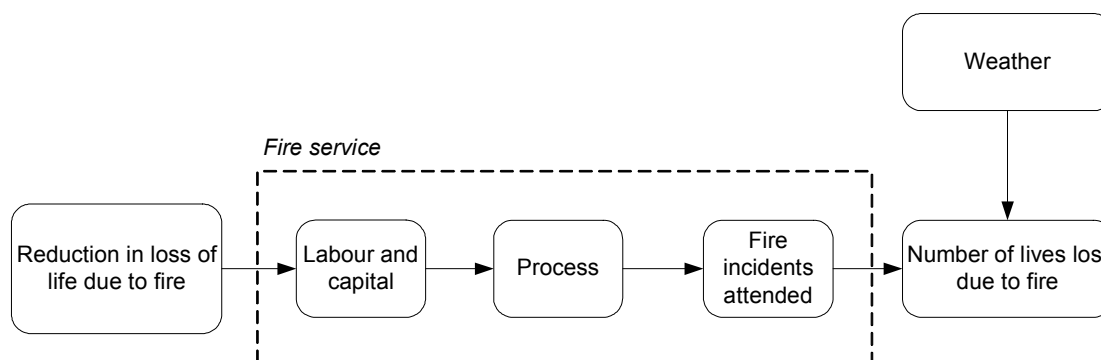 Weather
Fire service
Reduction in loss of
life due to fire
Labour and
capital
Process
Fire
incidents
attended
Number of lives los
due to fire